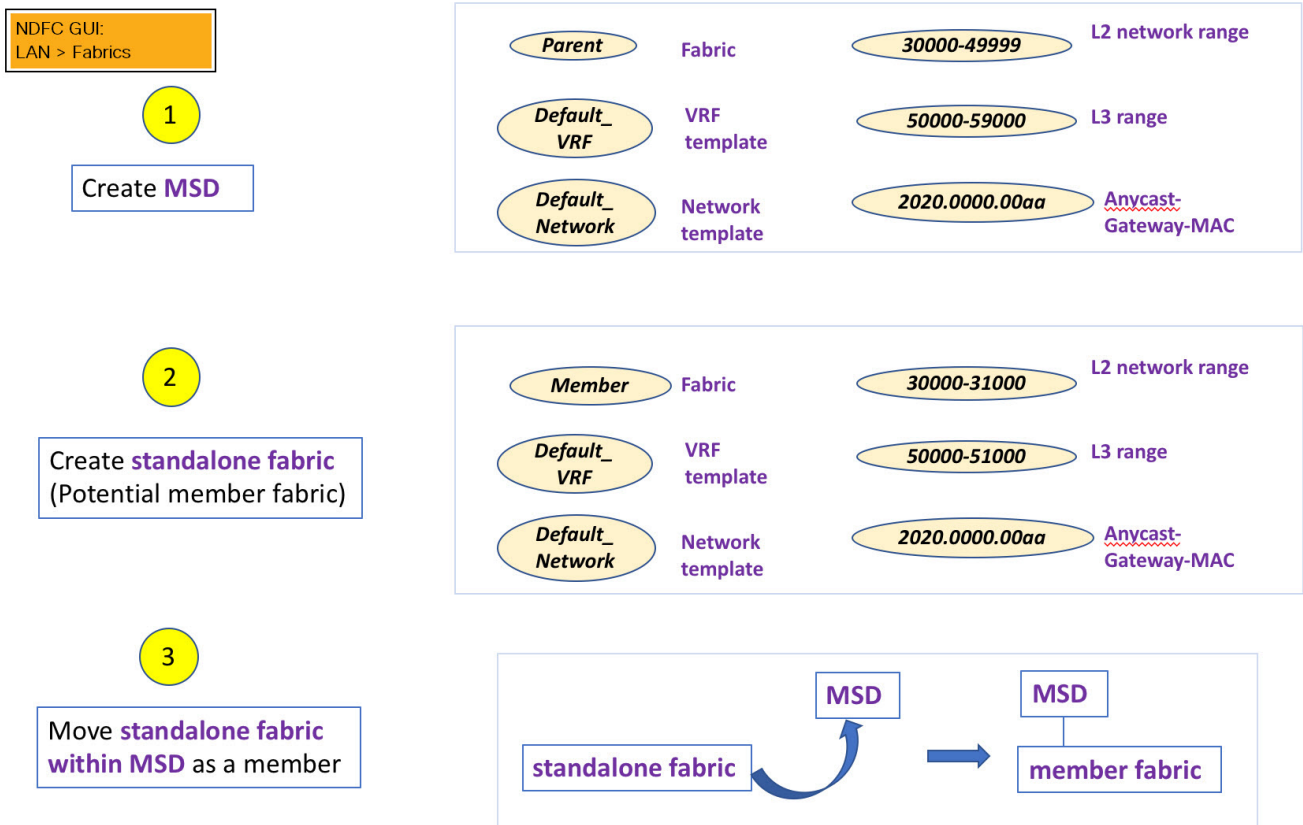 NDFC GUI:
LAN > Fabrics
1
Create MSD
Parent
Fabric
30000-49999
L2 network range
Default_
VRF
VRF
template
50000-59000
L3 range
Default_
Network
Network
template
2020.0000.00aa
Anycast-
Gateway-MAC
2
Create standalone fabric
(Potential member fabric)
Member
Fabric
30000-31000
L2 network range
Default_
VRF
VRF
template
50000-51000
L3 range
Default_
Network
Network
template
2020.0000.00aa
Anycast-
Gateway-MAC
3
Move standalone fabric
within MSD as a member
standalone fabric
MSD
MSD
member fabric